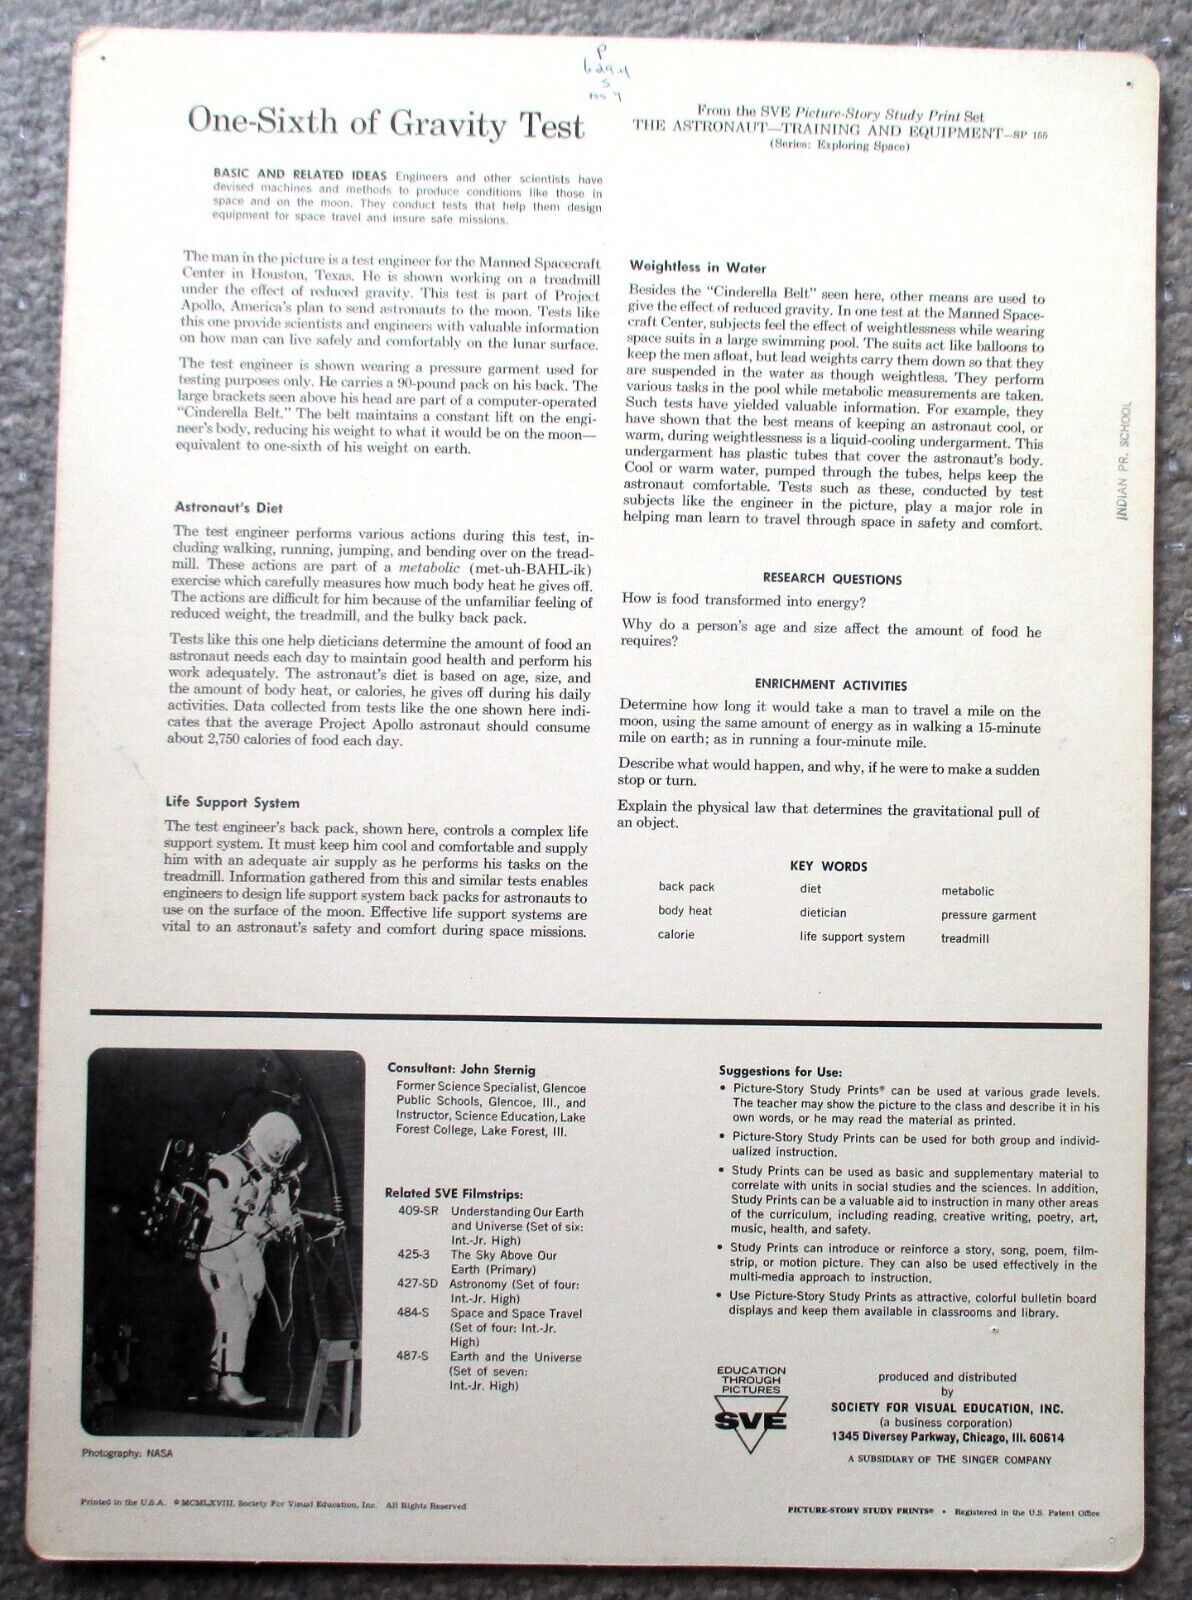 P
629.4
S
no 4
One-Sixth of Gravity Test
From the SVE Picture-Story Study Print Set
THE ASTRONAUT—TRAINING AND EQUIPMENT—SP 166
(Series: Exploring Space)
BASIC AND RELATED IDEAS Engineers and other scientists have
devised machines and methods to produce conditions like those in
space and on the moon. They conduct tests that help them design
equipment for space travel and insure safe missions.
The man in the picture is a test engineer for the Manned Spacecraft
Center in Houston, Texas. He is shown working on a treadmill
under the effect of reduced gravity. This test is part of Project
Apollo, America's plan to send astronauts to the moon. Tests like
this one provide scientists and engineers with valuable information
on how man can live safely and comfortably on the lunar surface.
The test engineer is shown wearing a pressure garment used for
testing purposes only. He carries a 90-pound pack on his back. The
large brackets seen above his head are part of a computer-operated
"Cinderella Belt." The belt maintains a constant lift on the engi-
neer's body, reducing his weight to what it would be on the moon—
equivalent to one-sixth of his weight on earth.
Astronaut's Diet
The test engineer performs various actions during this test, in-
cluding walking, running, jumping, and bending over on the tread-
mill. These actions are part of a metabolic (met-uh-BAHL-ik)
exercise which carefully measures how much body heat he gives off.
The actions are difficult for him because of the unfamiliar feeling of
reduced weight, the treadmill, and the bulky back pack.
Tests like this one help dieticians determine the amount of food an
astronaut needs each day to maintain good health and perform his
work adequately. The astronaut's diet is based on age, size, and
the amount of body heat, or calories, he gives off during his daily
activities. Data collected from tests like the one shown here indi-
cates that the average Project Apollo astronaut should consume
about 2,750 calories of food each day.
Life Support System
The test engineer's back pack, shown here, controls a complex life
support system. It must keep him cool and comfortable and supply
him with an adequate air supply as he performs his tasks on the
treadmill. Information gathered from this and similar tests enables
engineers to design life support system back packs for astronauts to
use on the surface of the moon. Effective life support systems are
vital to an astronaut's safety and comfort during space missions.
Weightless in Water
Besides the "Cinderella Belt" seen here, other means are used to
give the effect of reduced gravity. In one test at the Manned Space-
craft Center, subjects feel the effect of weightlessness while wearing
space suits in a large swimming pool. The suits act like balloons to
keep the men afloat, but lead weights carry them down so that they
are suspended in the water as though weightless. They perform
various tasks in the pool while metabolic measurements are taken.
Such tests have yielded valuable information. For example, they
have shown that the best means of keeping an astronaut cool, or
warm, during weightlessness is a liquid-cooling undergarment. This
undergarment has plastic tubes that cover the astronaut's body.
Cool or warm water, pumped through the tubes, helps keep the
astronaut comfortable. Tests such as these, conducted by test
subjects like the engineer in the picture, play a major role in
helping man learn to travel through space in safety and comfort.
INDIAN PR. SCHOOL
RESEARCH QUESTIONS
How is food transformed into energy?
Why do a person's age and size affect the amount of food he
requires?
ENRICHMENT ACTIVITIES
Determine how long it would take a man to travel a mile on the
moon, using the same amount of energy as in walking a 15-minute
mile on earth; as in running a four-minute mile.
Describe what would happen, and why, if he were to make a sudden
stop or turn.
Explain the physical law that determines the gravitational pull of
an object.
KEY WORDS
back pack diet metabolic
body heat dietician pressure garment
calorie life support system treadmill
Photography: NASA
Consultant: John Sternig
Former Science Specialist, Glencoe
Public Schools, Glencoe, Ill., and
Instructor, Science Education, Lake
Forest College, Lake Forest, Ill.
Related SVE Filmstrips:
409-SR Understanding Our Earth
and Universe (Set of six:
Int.-Jr. High)
425-3 The Sky Above Our
Earth (Primary)
427-SD Astronomy (Set of four:
Int.-Jr. High)
484-S Space and Space Travel
(Set of four: Int.-Jr.
High)
487-S Earth and the Universe
(Set of seven:
Int.-Jr. High)
Suggestions for Use:
• Picture-Story Study Prints® can be used at various grade levels.
The teacher may show the picture to the class and describe it in his
own words, or he may read the material as printed.
• Picture-Story Study Prints can be used for both group and individ-
ualized instruction.
• Study Prints can be used as basic and supplementary material to
correlate with units in social studies and the sciences. In addition,
Study Prints can be a valuable aid to instruction in many other areas
of the curriculum, including reading, creative writing, poetry, art,
music, health, and safety.
• Study Prints can introduce or reinforce a story, song, poem, film-
strip, or motion picture. They can also be used effectively in the
multi-media approach to instruction.
• Use Picture-Story Study Prints as attractive, colorful bulletin board
displays and keep them available in classrooms and library.
EDUCATION
THROUGH
PICTURES
SVE
produced and distributed
by
SOCIETY FOR VISUAL EDUCATION, INC.
(a business corporation)
1345 Diversey Parkway, Chicago, Ill. 60614
A SUBSIDIARY OF THE SINGER COMPANY
Printed in the U.S.A. ©MCMLXVIII, Society For Visual Education, Inc. All Rights Reserved
PICTURE-STORY STUDY PRINTS® • Registered in the U.S. Patent Office